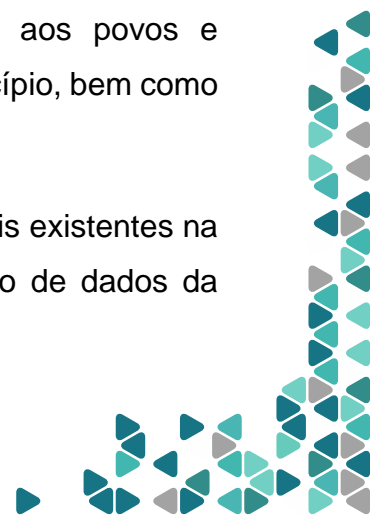 aos povos e
cípio, bem como
is existentes na
o de dados da